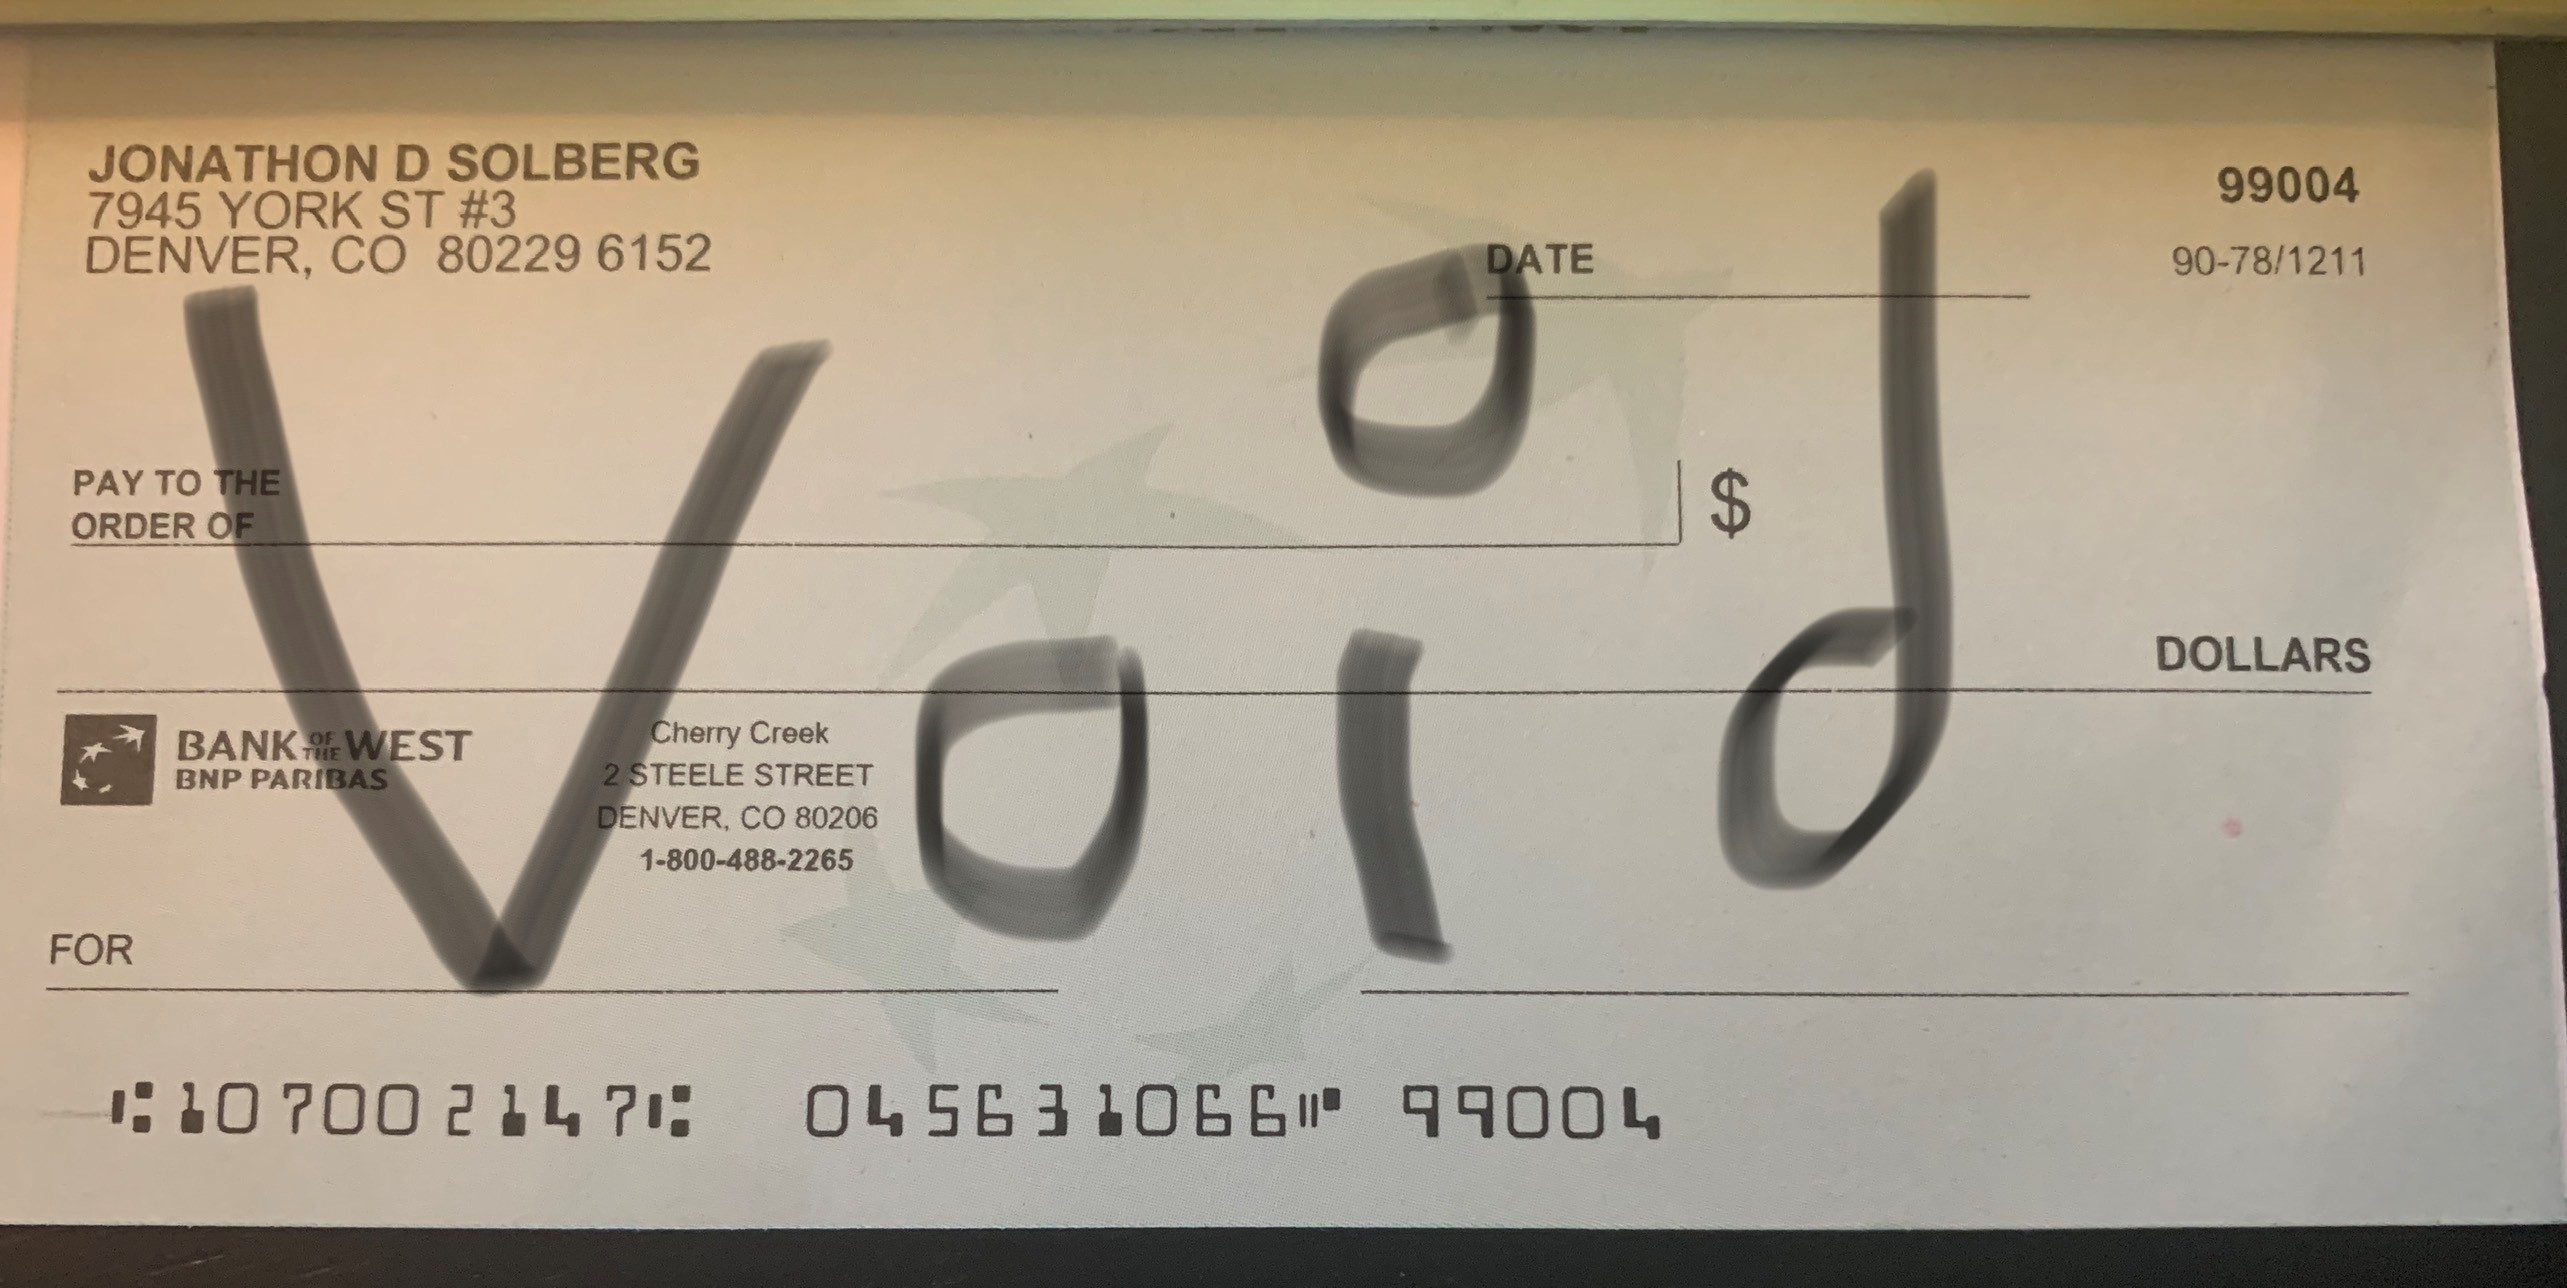 JONATHON D SOLBERG
7945 YORK ST #3
DENVER, CO 80229 6152
99004
90-78/1211
DATE
PAY TO THE
ORDER OF
$
DOLLARS
Void
BANK OF THE WEST
BNP PARIBAS
Cherry Creek
2 STEELE STREET
DENVER, CO 80206
1-800-488-2265
FOR
⑆107002147⑆ 045631066⑈ 99004